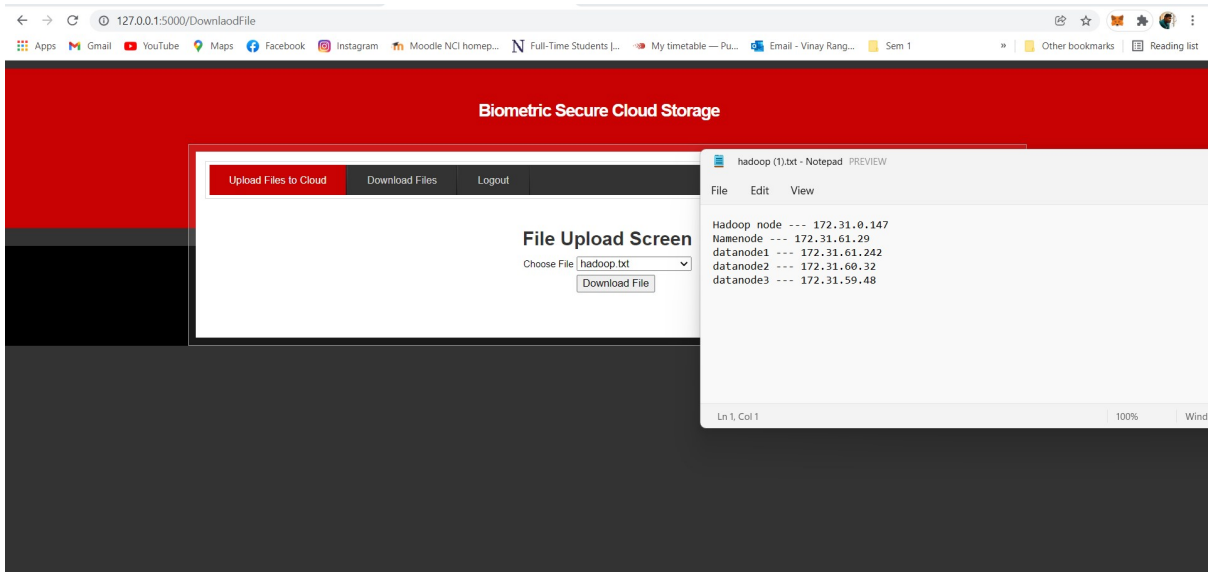 127.0.0.1:5000/DownlaodFile
Apps Gmail YouTube Maps Facebook Instagram Moodle NCI homep... Full-Time Students |... My timetable — Pu... Email - Vinay Rang... Sem 1 » Other bookmarks Reading list
Biometric Secure Cloud Storage
Upload Files to Cloud Download Files Logout
File Upload Screen
Choose File hadoop.txt
Download File
hadoop (1).txt - Notepad PREVIEW
File Edit View
Hadoop node --- 172.31.0.147
Namenode --- 172.31.61.29
datanode1 --- 172.31.61.242
datanode2 --- 172.31.60.32
datanode3 --- 172.31.59.48
Ln 1, Col 1 100% Wind